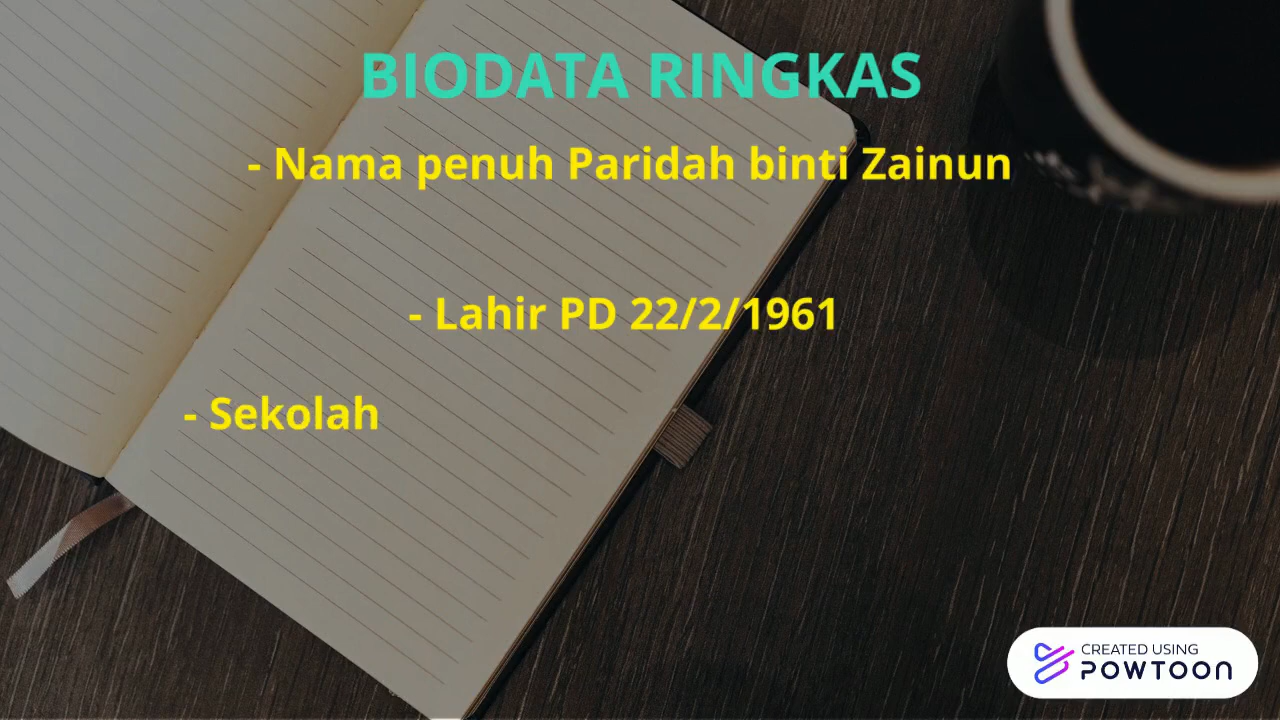 BIODATA RINGKAS
- Nama penuh Paridah binti Zainun
- Lahir PD 22/2/1961
- Sekolah
CREATED USING
POWTOON